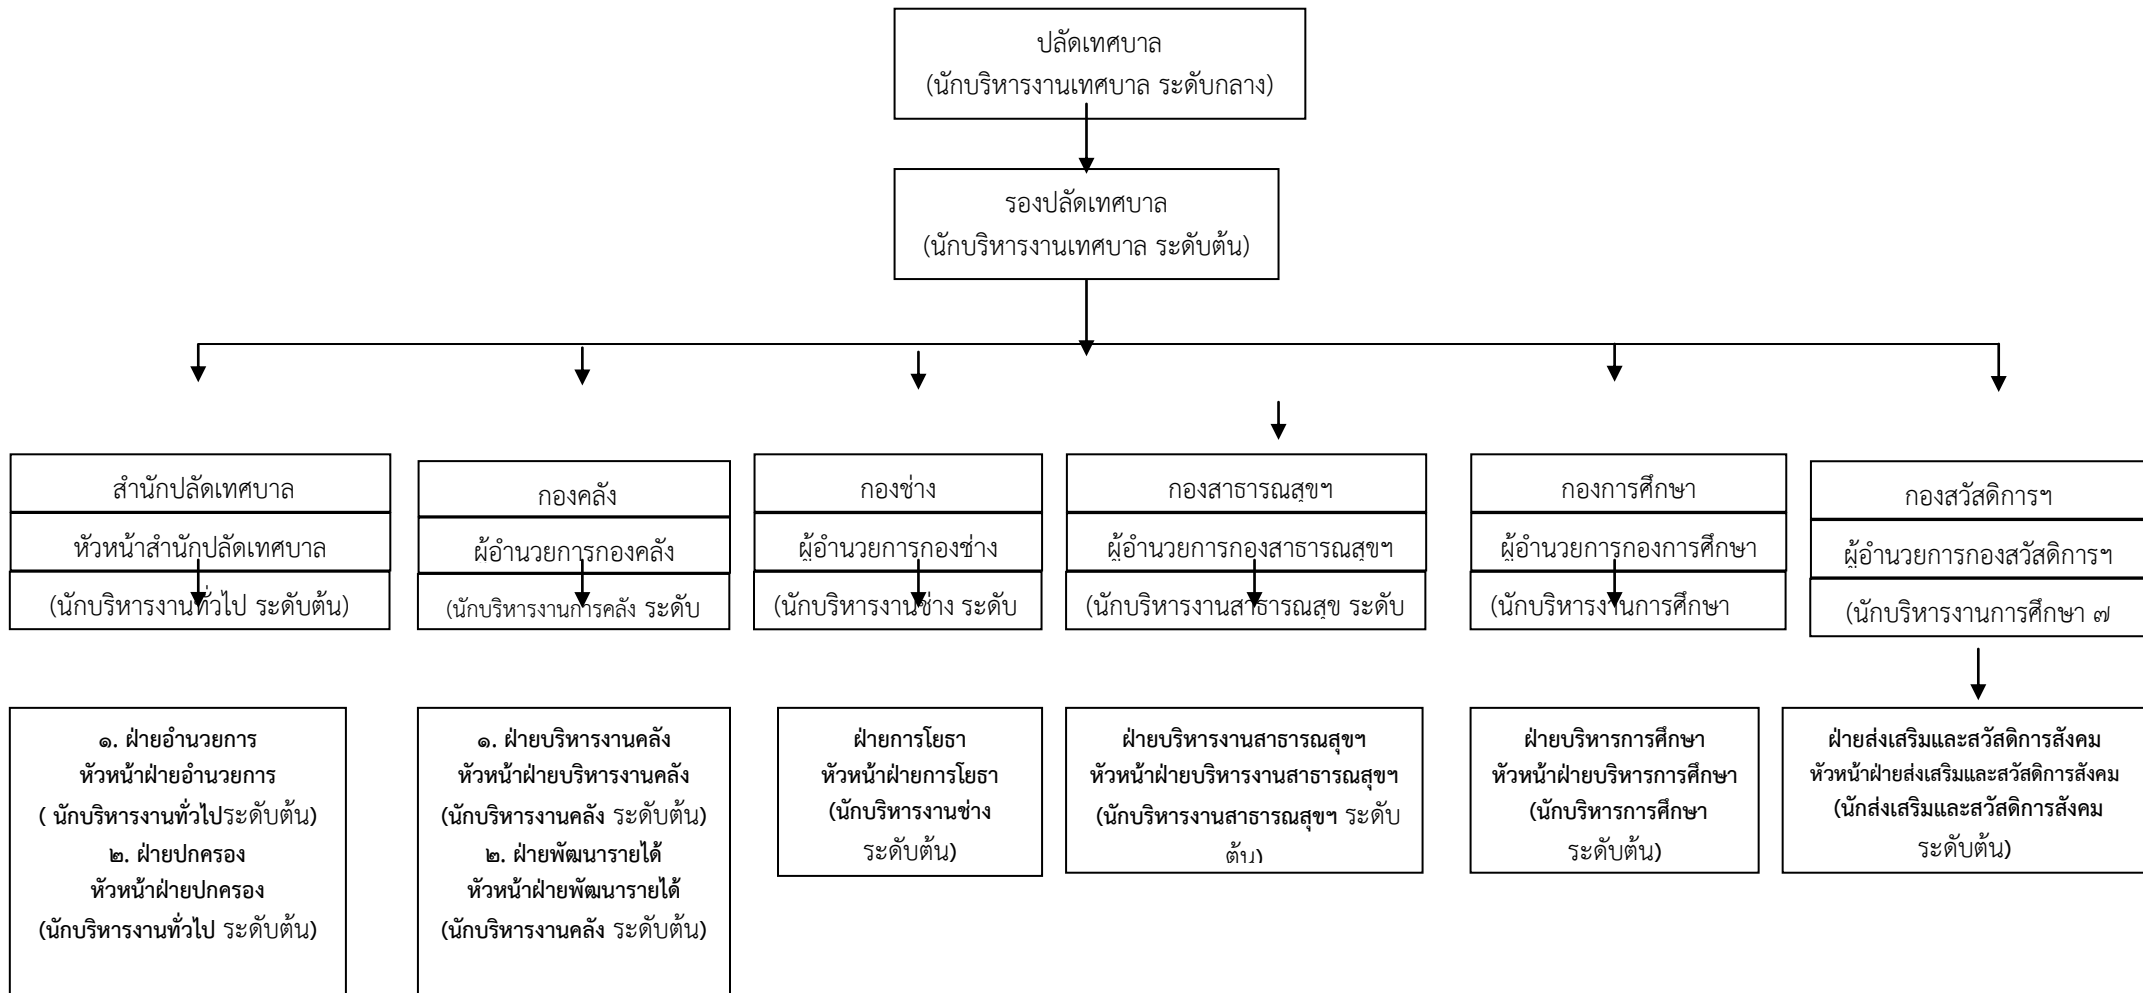 ปลัดเทศบาล
(นักบริหารงานเทศบาล ระดับกลาง)
รองปลัดเทศบาล
(นักบริหารงานเทศบาล ระดับต้น)
สำนักปลัดเทศบาล
หัวหน้าสำนักปลัดเทศบาล
(นักบริหารงานทั่วไป ระดับต้น)
กองคลัง
ผู้อำนวยการกองคลัง
(นักบริหารงานการคลัง ระดับ
กองช่าง
ผู้อำนวยการกองช่าง
(นักบริหารงานช่าง ระดับ
กองสาธารณสุขฯ
ผู้อำนวยการกองสาธารณสุขฯ
(นักบริหารงานสาธารณสุข ระดับ
กองการศึกษา
ผู้อำนวยการกองการศึกษา
(นักบริหารงานการศึกษา
กองสวัสดิการฯ
ผู้อำนวยการกองสวัสดิการฯ
(นักบริหารงานการศึกษา ๗
๑. ฝ่ายอำนวยการ
หัวหน้าฝ่ายอำนวยการ
( นักบริหารงานทั่วไประดับต้น)
๒. ฝ่ายปกครอง
หัวหน้าฝ่ายปกครอง
(นักบริหารงานทั่วไป ระดับต้น)
๑. ฝ่ายบริหารงานคลัง
หัวหน้าฝ่ายบริหารงานคลัง
(นักบริหารงานคลัง ระดับต้น)
๒. ฝ่ายพัฒนารายได้
หัวหน้าฝ่ายพัฒนารายได้
(นักบริหารงานคลัง ระดับต้น)
ฝ่ายการโยธา
หัวหน้าฝ่ายการโยธา
(นักบริหารงานช่าง
ระดับต้น)
ฝ่ายบริหารงานสาธารณสุขฯ
หัวหน้าฝ่ายบริหารงานสาธารณสุขฯ
(นักบริหารงานสาธารณสุขฯ ระดับ
ต้น)
ฝ่ายบริหารการศึกษา
หัวหน้าฝ่ายบริหารการศึกษา
(นักบริหารการศึกษา
ระดับต้น)
ฝ่ายส่งเสริมและสวัสดิการสังคม
หัวหน้าฝ่ายส่งเสริมและสวัสดิการสังคม
(นักส่งเสริมและสวัสดิการสังคม
ระดับต้น)